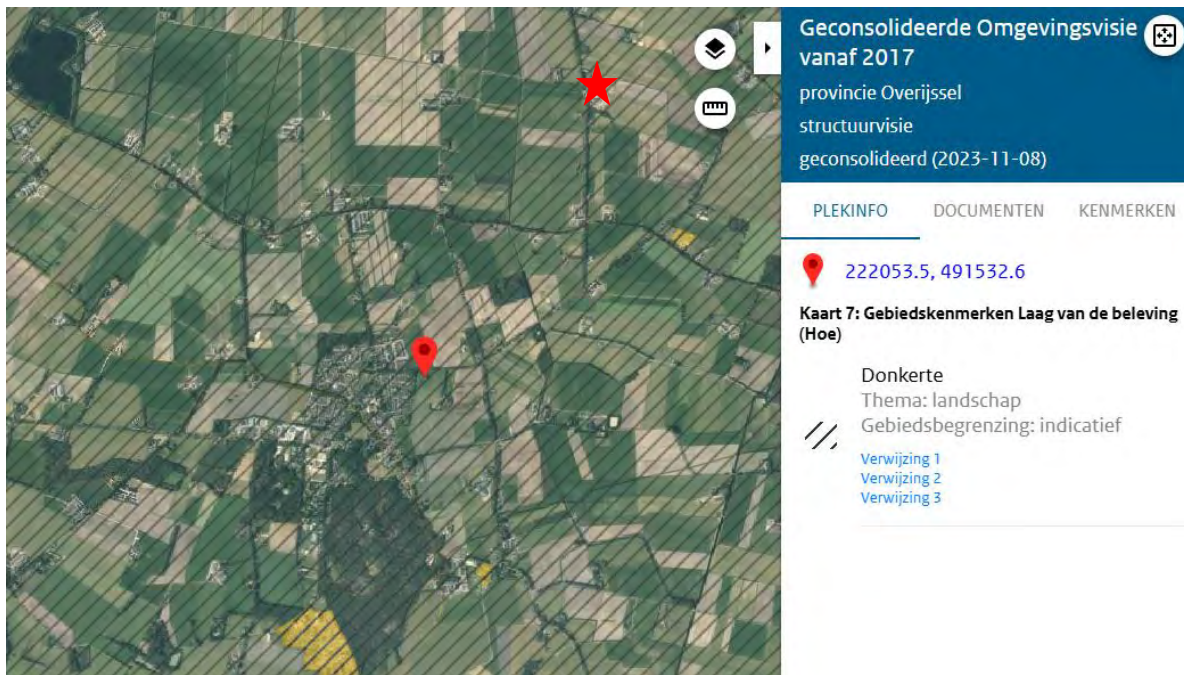 Geconsolideerde Omgevingsvisie
vanaf 2017
provincie Overijssel
structuurvisie
geconsolideerd (2023-11-08)
PLEKINFO DOCUMENTEN KENMERKEN
222053.5, 491532.6
Kaart 7: Gebiedskenmerken Laag van de beleving
(Hoe)
Donkerte
Thema: landschap
Gebiedsbegrenzing: indicatief
Verwijzing 1
Verwijzing 2
Verwijzing 3